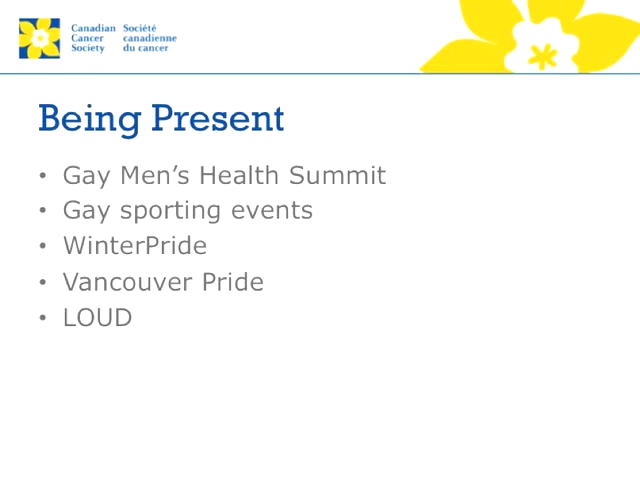 Canadian Cancer Society
Société canadienne du cancer
Being Present
• Gay Men’s Health Summit
• Gay sporting events
• WinterPride
• Vancouver Pride
• LOUD